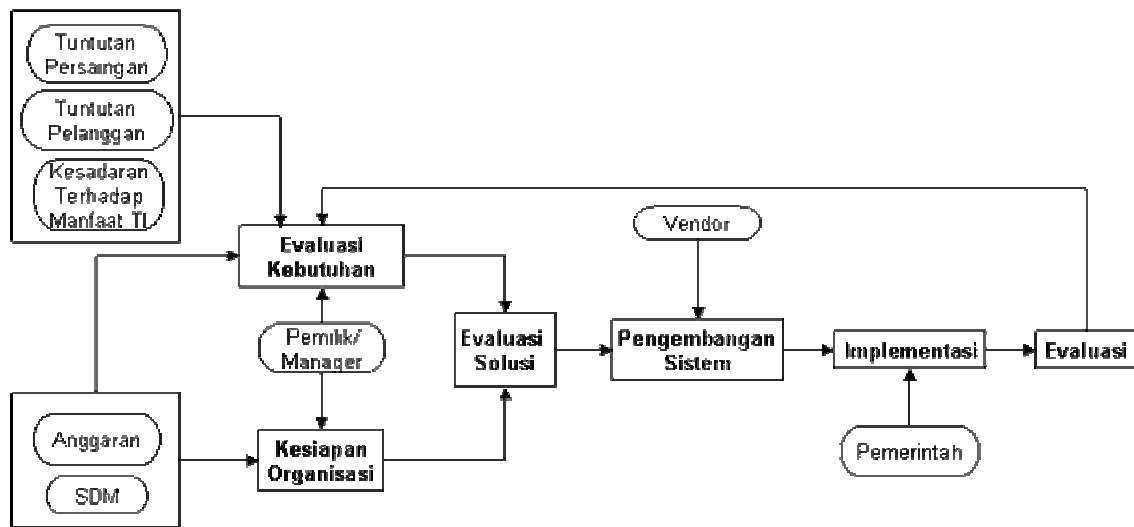 Tuntutan
Persaingan
Tuntutan
Pelanggan
Kesadaran
Terhadap
Manfaat TI
Evaluasi
Kebutuhan
Pemilik/
Manager
Anggaran
SDM
Kesiapan
Organisasi
Evaluasi
Solusi
Vendor
Pengembangan
Sistem
Implementasi
Pemerintah
Evaluasi